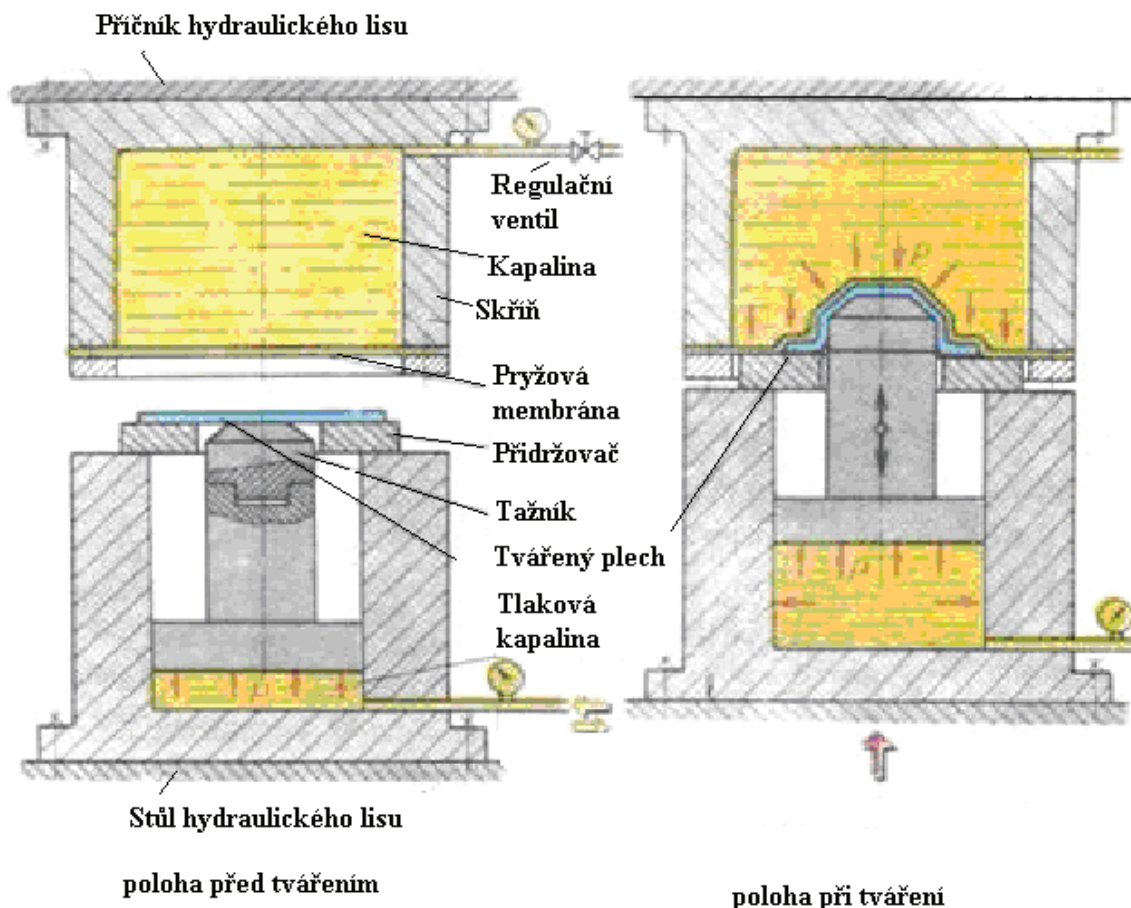 Příčník hydraulického lisu
Regulační
ventil
Kapalina
Skříň
Pryžová
membrána
Přidržovač
Tažník
Tvářený plech
Tlaková
kapalina
Stůl hydraulického lisu
poloha před tvářením
poloha při tváření
p